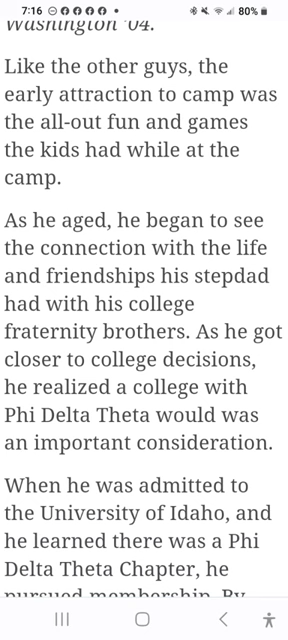 7:16
80%
Washington '04.
Like the other guys, the
early attraction to camp was
the all-out fun and games
the kids had while at the
camp.
As he aged, he began to see
the connection with the life
and friendships his stepdad
had with his college
fraternity brothers. As he got
closer to college decisions,
he realized a college with
Phi Delta Theta would was
an important consideration.
When he was admitted to
the University of Idaho, and
he learned there was a Phi
Delta Theta Chapter, he
pursued membership. By